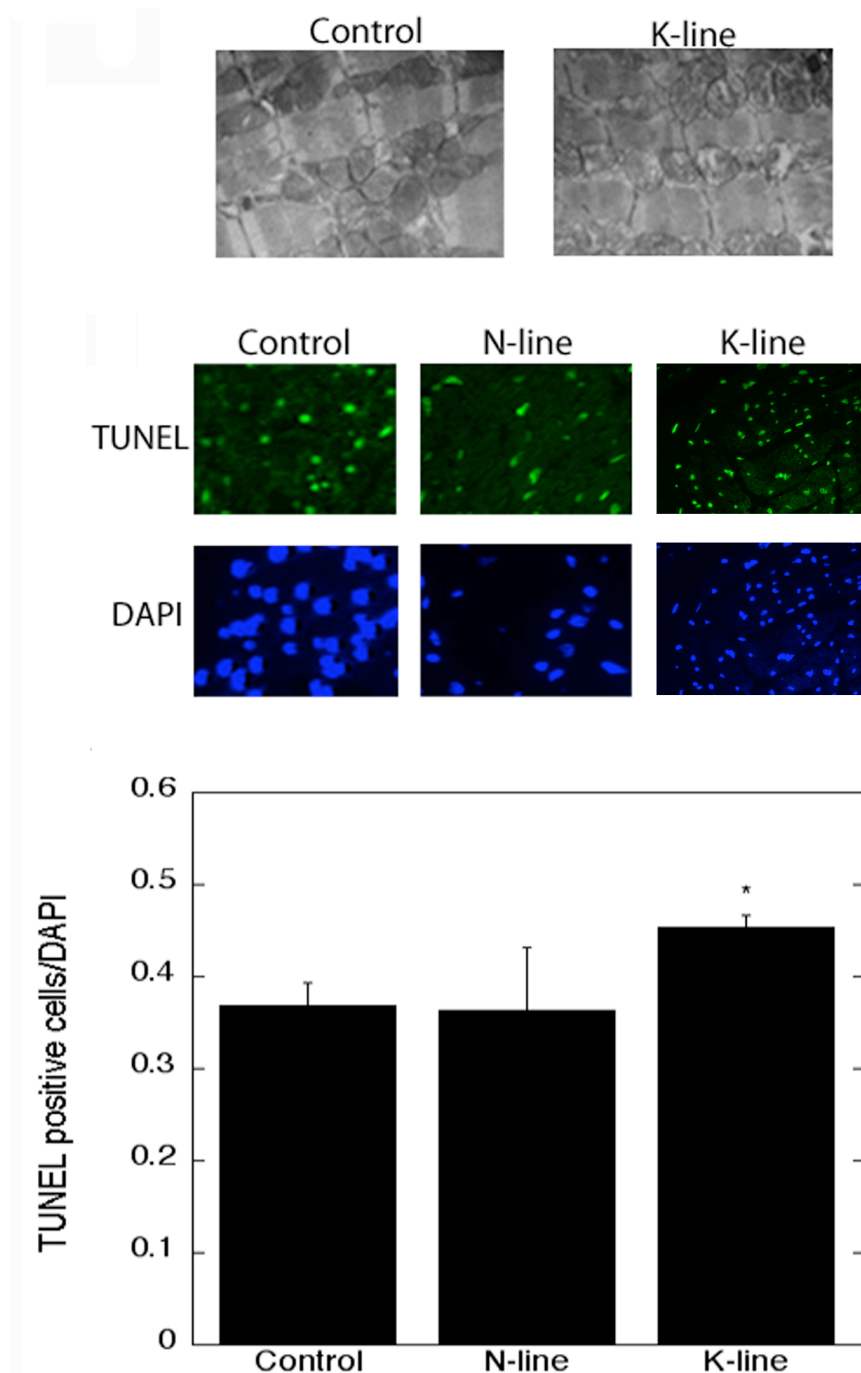 Control K-line
Control N-line K-line
TUNEL
DAPI
TUNEL positive cells/DAPI
0.6
0.5
*
0.4
0.3
0.2
0.1
0
Control N-line K-line